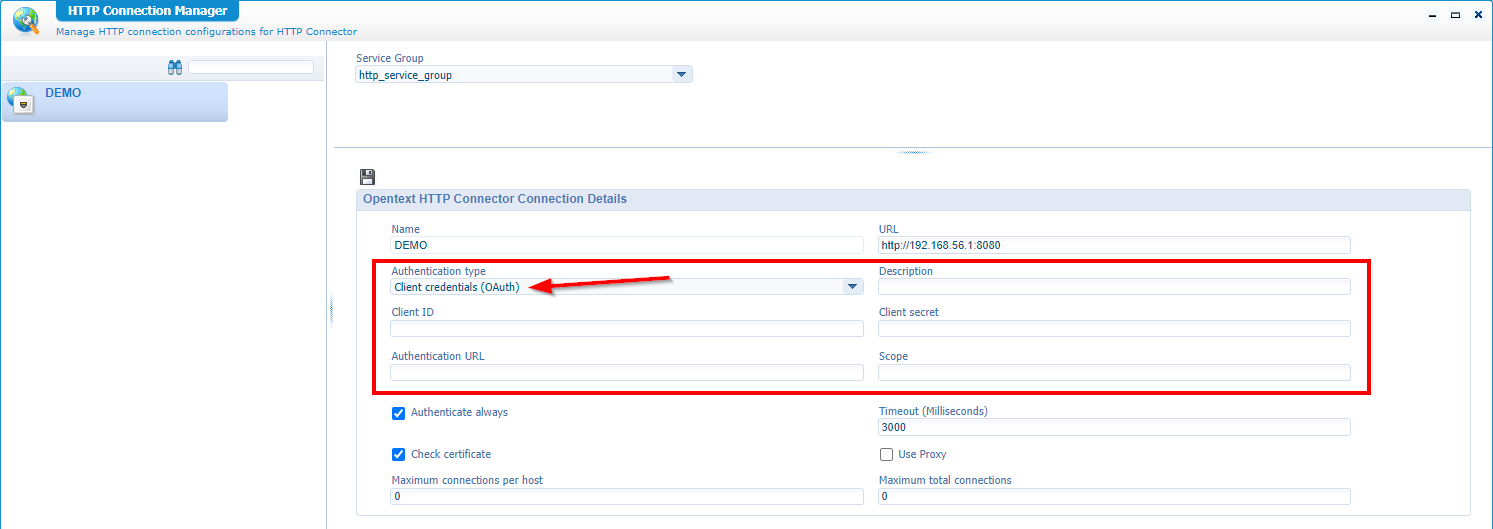 HTTP Connection Manager
Manage HTTP connection configurations for HTTP Connector
DEMO
Service Group
http_service_group
Opentext HTTP Connector Connection Details
Name
DEMO
URL
http://192.168.56.1:8080
Authentication type
Client credentials (OAuth)
Description
Client ID
Client secret
Authentication URL
Scope
Authenticate always
Timeout (Milliseconds)
3000
Check certificate
Use Proxy
Maximum connections per host
0
Maximum total connections
0